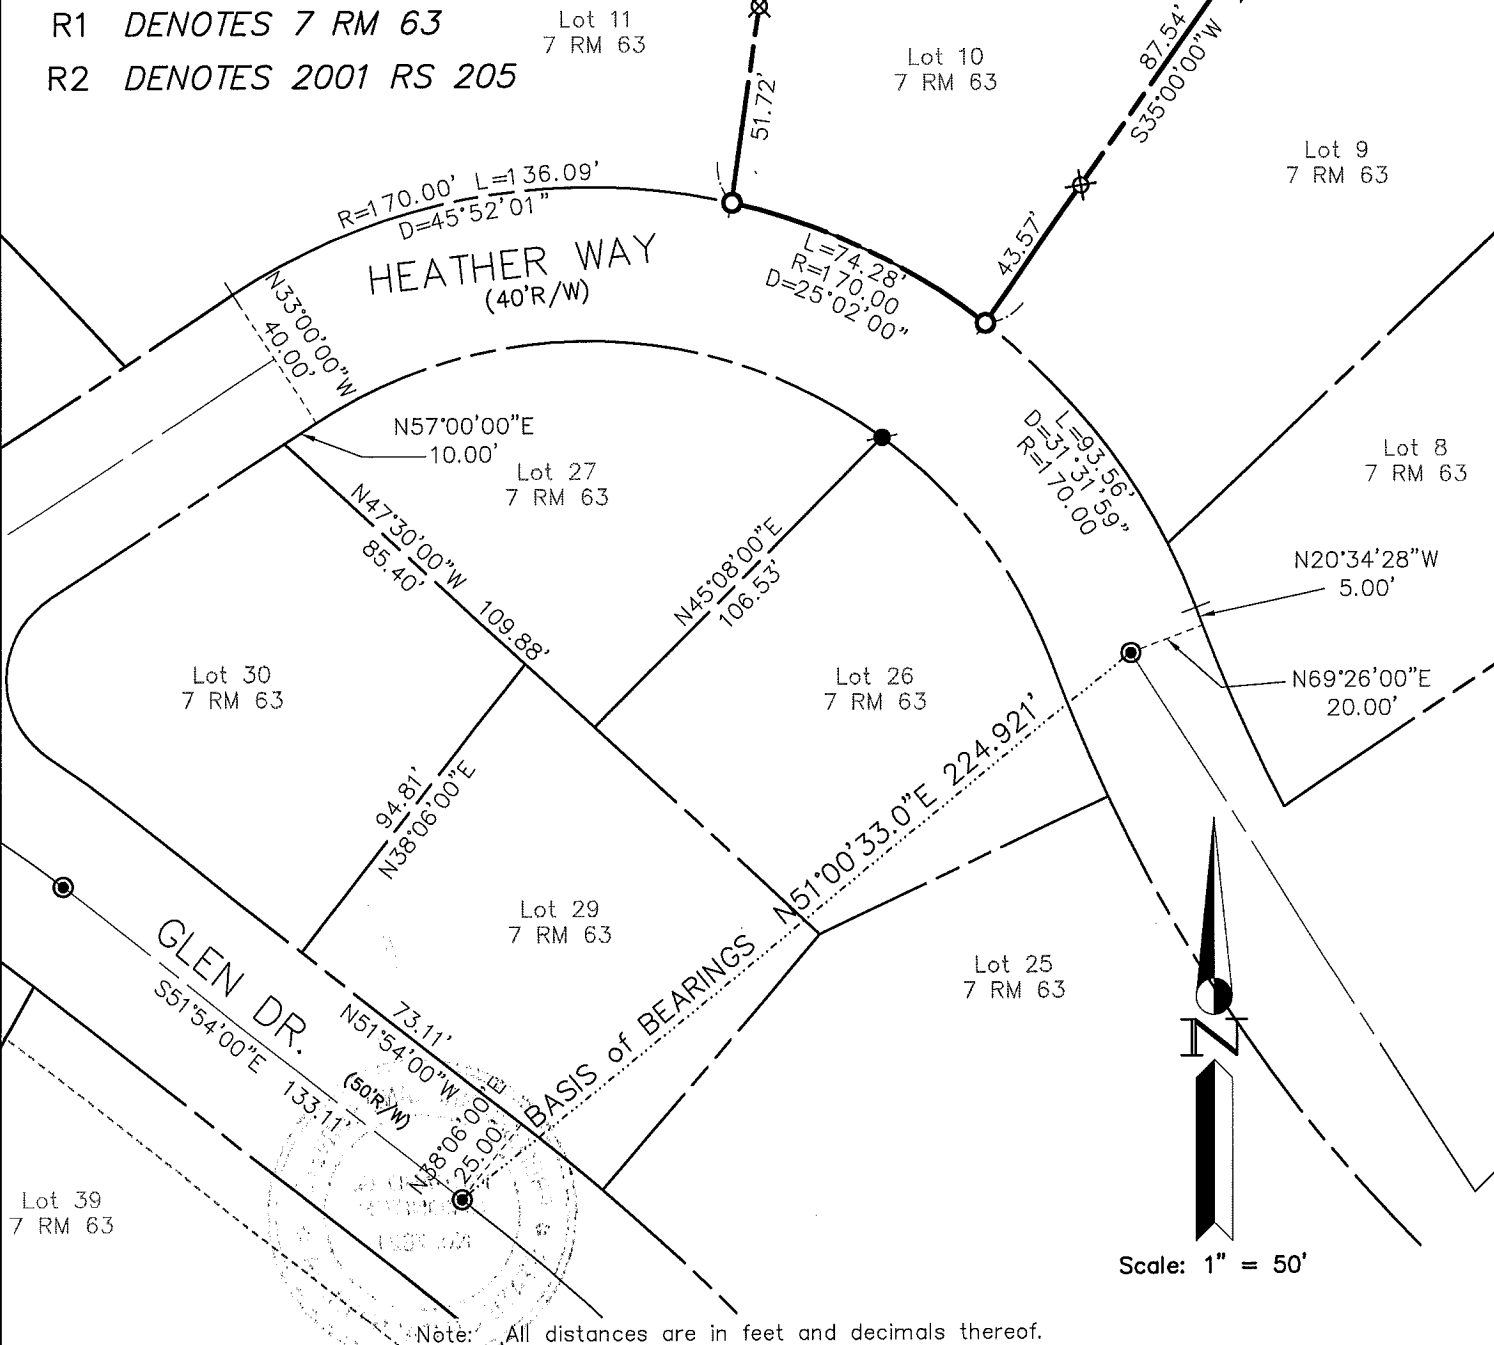 R1 DENOTES 7 RM 63
R2 DENOTES 2001 RS 205
Lot 11
7 RM 63
51.72'
Lot 10
7 RM 63
87.54'
S35°00'00"W
Lot 9
7 RM 63
R=170.00' L=136.09'
D=45°52'01"
HEATHER WAY
(40'R/W)
L=74.28'
R=170.00
D=25°02'00"
43.57'
N33°00'00"W
40.00'
N57°00'00"E
10.00'
Lot 27
7 RM 63
L=93.56'
D=31°31'59"
R=170.00
Lot 8
7 RM 63
N47°30'00"W
85.40'
109.88'
N45°08'00"E
106.53'
N20°34'28"W
5.00'
Lot 30
7 RM 63
Lot 26
7 RM 63
N69°26'00"E
20.00'
94.81'
N38°06'00"E
BASIS of BEARINGS N51°00'33.0"E 224.921'
Lot 29
7 RM 63
Lot 25
7 RM 63
GLEN DR.
(50'R/W)
S51°54'00"E 133.11'
73.11'
N51°54'00"W
N38°06'00"E
25.00'
N
Lot 39
7 RM 63
Scale: 1" = 50'
Note: All distances are in feet and decimals thereof.